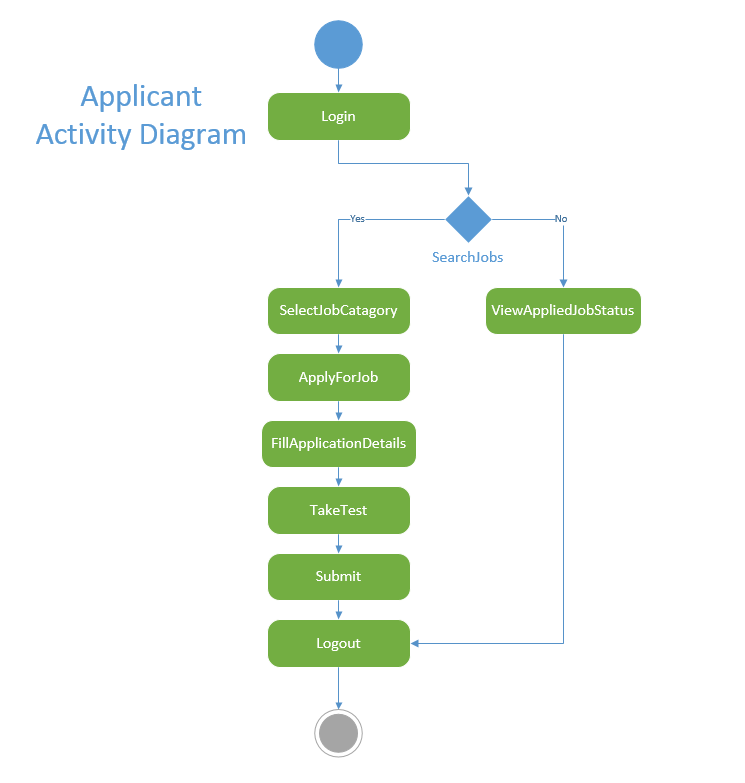 Applicant
Activity Diagram
Login
Yes
No
SearchJobs
SelectJobCatagory
ViewAppliedJobStatus
ApplyForJob
FillApplicationDetails
TakeTest
Submit
Logout